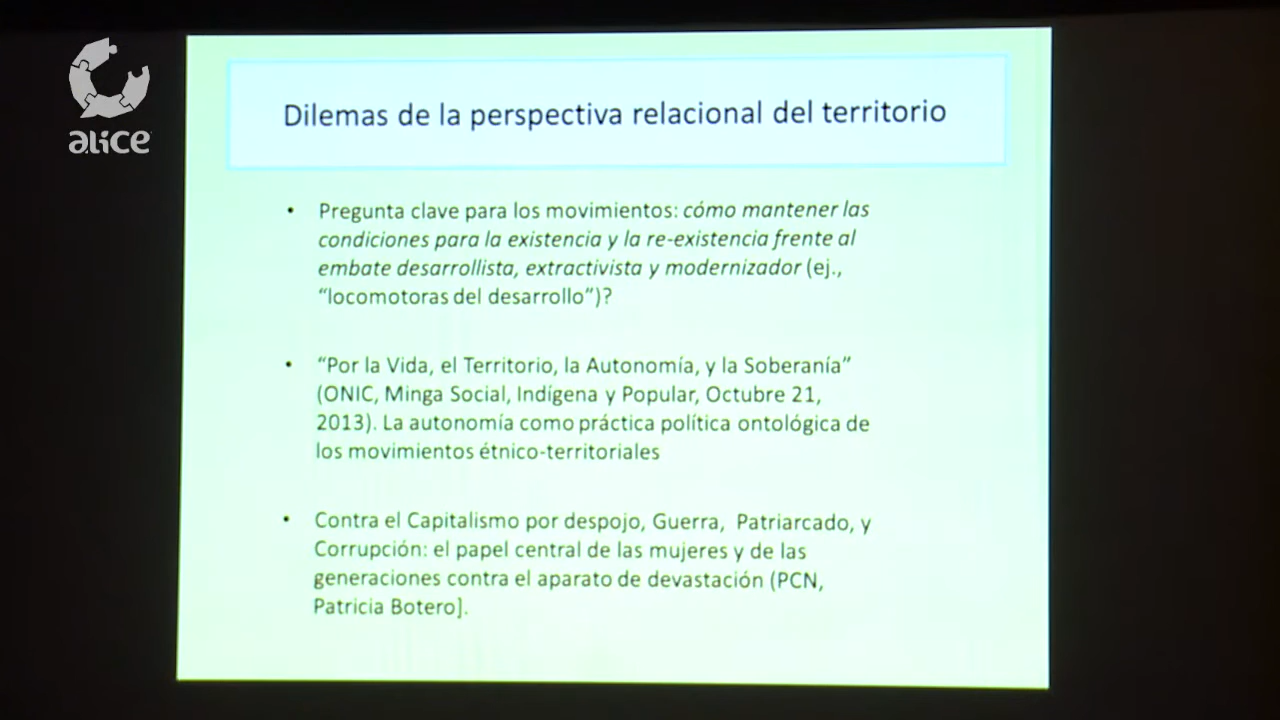 alice
Dilemas de la perspectiva relacional del territorio
• Pregunta clave para los movimientos: cómo mantener las
condiciones para la existencia y la re-existencia frente al
embate desarrollista, extractivista y modernizador (ej.,
“locomotoras del desarrollo”)?
• “Por la Vida, el Territorio, la Autonomía, y la Soberanía”
(ONIC, Minga Social, Indígena y Popular, Octubre 21,
2013). La autonomía como práctica política ontológica de
los movimientos étnico-territoriales
• Contra el Capitalismo por despojo, Guerra, Patriarcado, y
Corrupción: el papel central de las mujeres y de las
generaciones contra el aparato de devastación (PCN,
Patricia Botero].